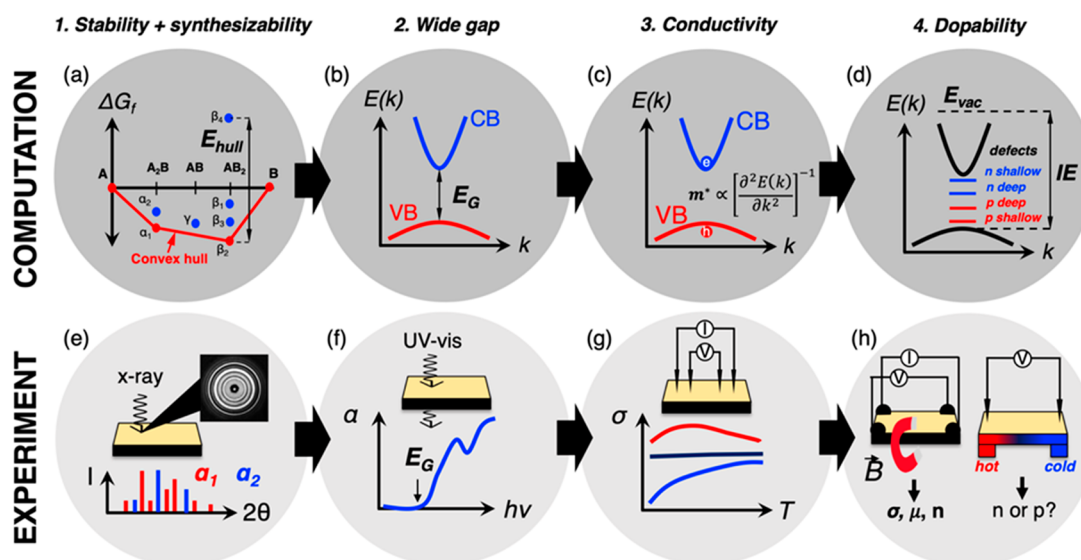 1. Stability + synthesizability
2. Wide gap
3. Conductivity
4. Dopability
COMPUTATION
(a)
ΔG_f
β₄
E_hull
A
A₂B
AB
AB₂
B
α₂
α₁
γ
β₁
β₃
β₂
Convex hull
(b)
E(k)
CB
E_G
VB
k
(c)
E(k)
CB
e
m* ∝ [∂²E(k)/∂k²]⁻¹
VB
h
k
(d)
E(k)
E_vac
defects
n shallow
n deep
p deep
p shallow
IE
k
EXPERIMENT
(e)
x-ray
I
α₁
α₂
2θ
(f)
UV-vis
α
E_G
hν
(g)
I
V
σ
T
(h)
I
V
V
B⃗
hot
cold
σ, μ, n
n or p?